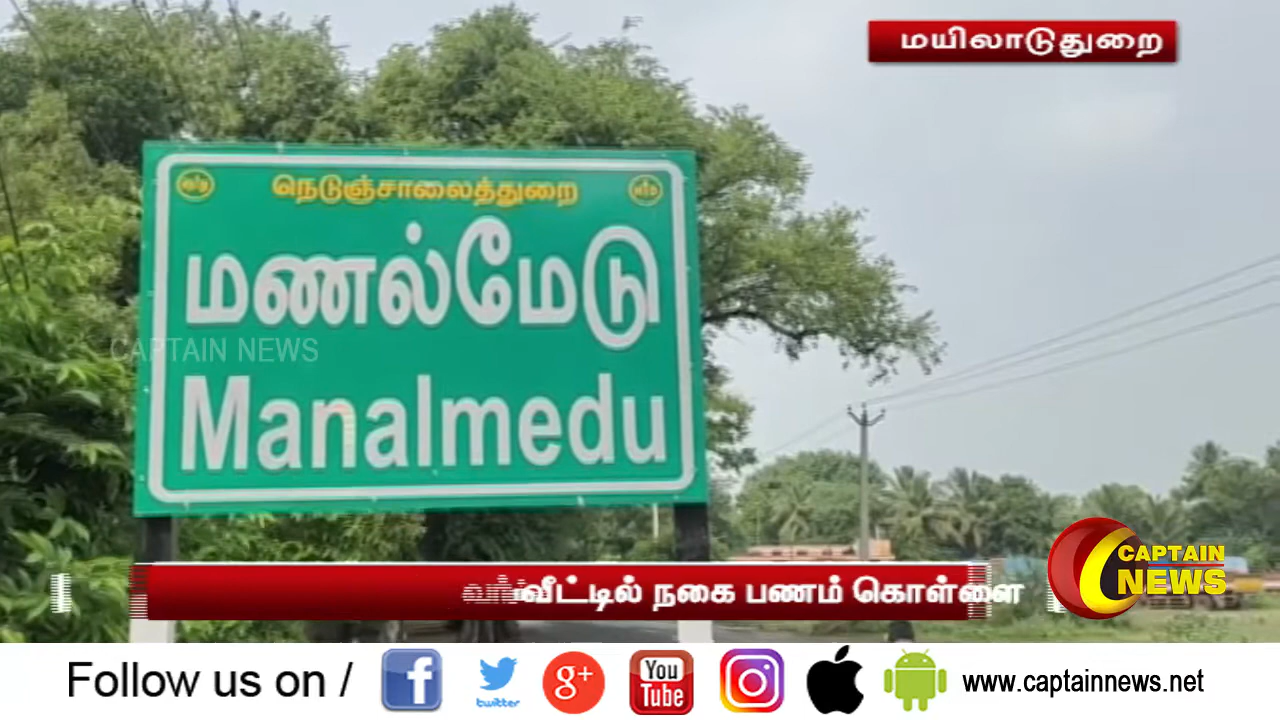 மயிலாடுதுறை
நெடுஞ்சாலைத்துறை
மணல்மேடு
CAPTAIN NEWS
Manalmedu
வீட்டில் நகை பணம் கொள்ளை
CAPTAIN
NEWS
Follow us on / twitter g+ You Tube www.captainnews.net